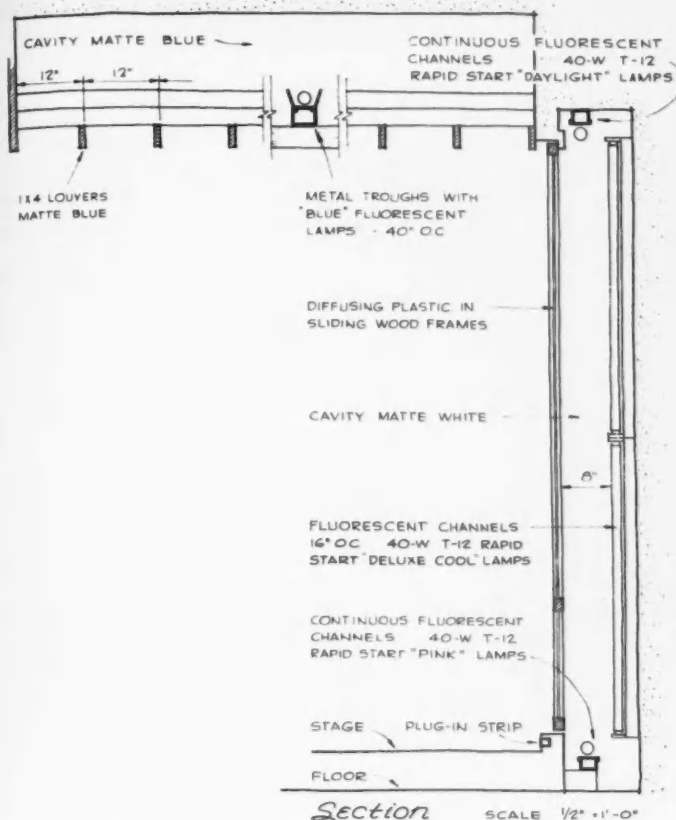 CAVITY MATTE BLUE
CONTINUOUS FLUORESCENT
CHANNELS - 40-W T-12
RAPID START "DAYLIGHT" LAMPS
12" 12"
1X4 LOUVERS
MATTE BLUE
METAL TROUGHS WITH
"BLUE" FLUORESCENT
LAMPS - 40" O.C
DIFFUSING PLASTIC IN
SLIDING WOOD FRAMES
CAVITY MATTE WHITE
8"
FLUORESCENT CHANNELS
16" O.C 40-W T-12 RAPID
START "DELUXE COOL" LAMPS
CONTINUOUS FLUORESCENT
CHANNELS 40-W T-12
RAPID START "PINK" LAMPS
STAGE PLUG-IN STRIP
FLOOR
Section SCALE 1/2" = 1'-0"